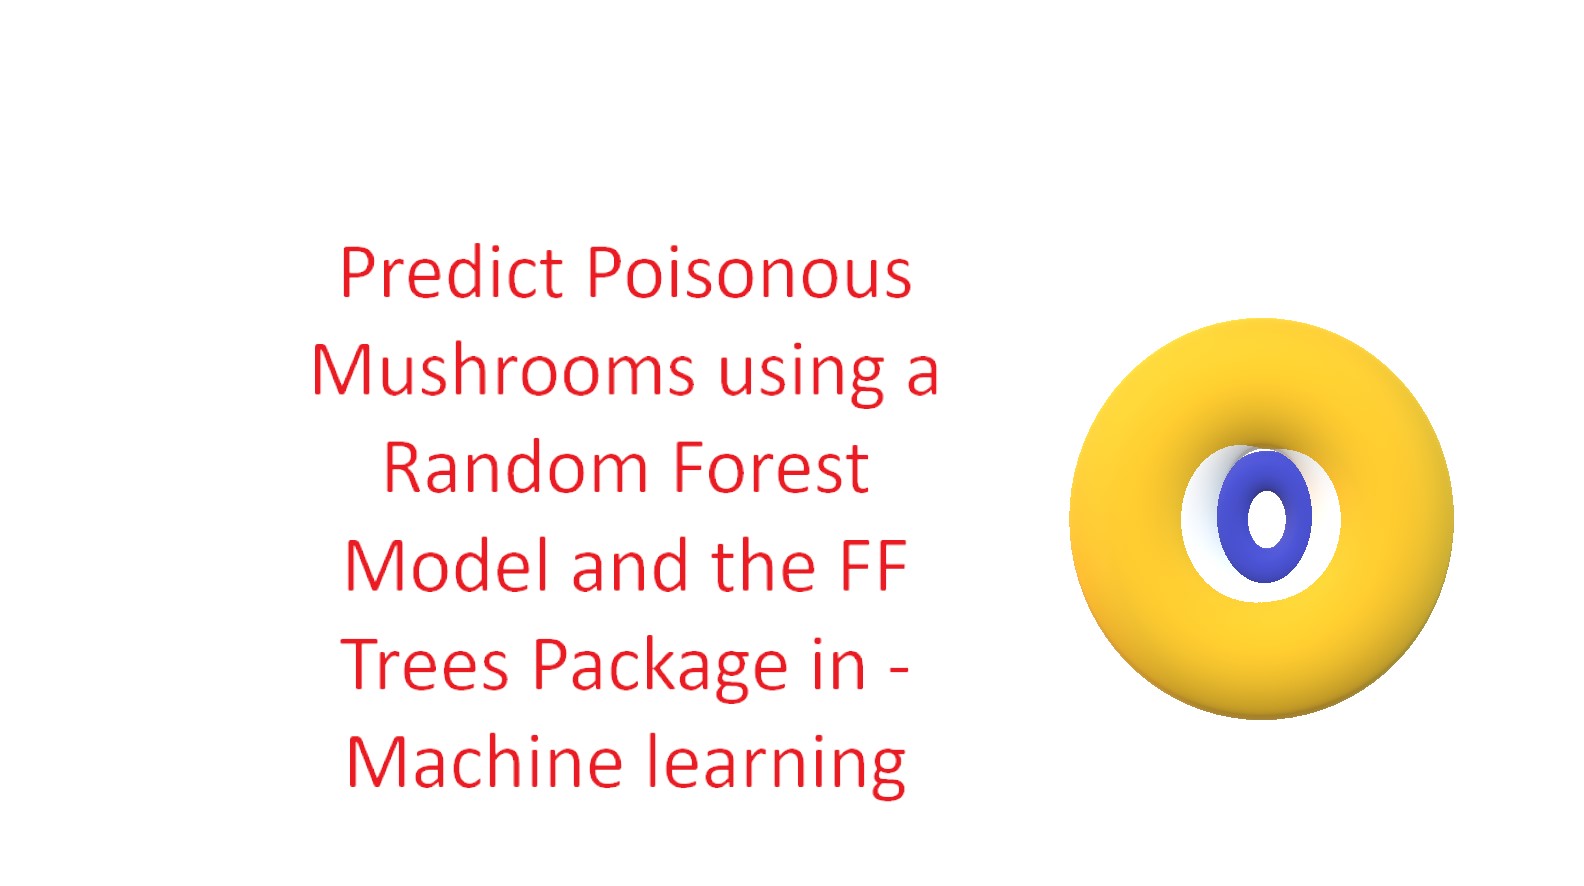 Predict Poisonous
Mushrooms using a
Random Forest
Model and the FF
Trees Package in -
Machine learning